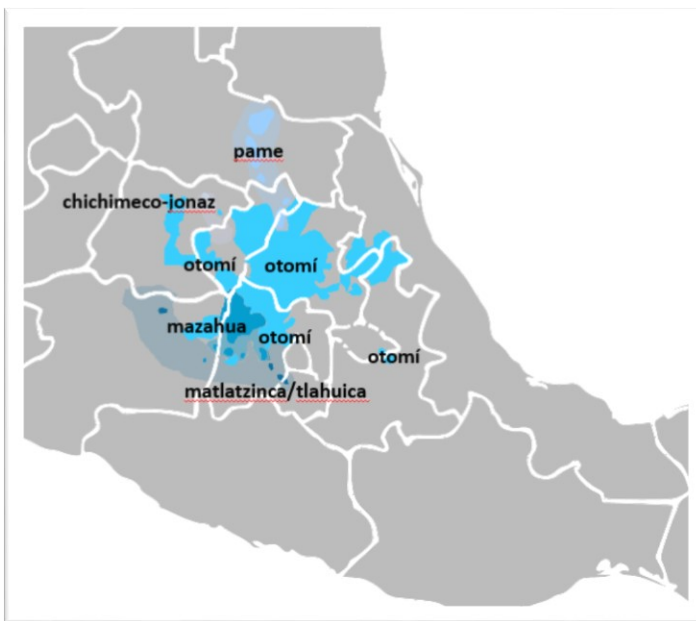 pame
chichimeco-jonaz
otomí
otomí
mazahua
otomí
otomí
matlatzinca/tlahuica